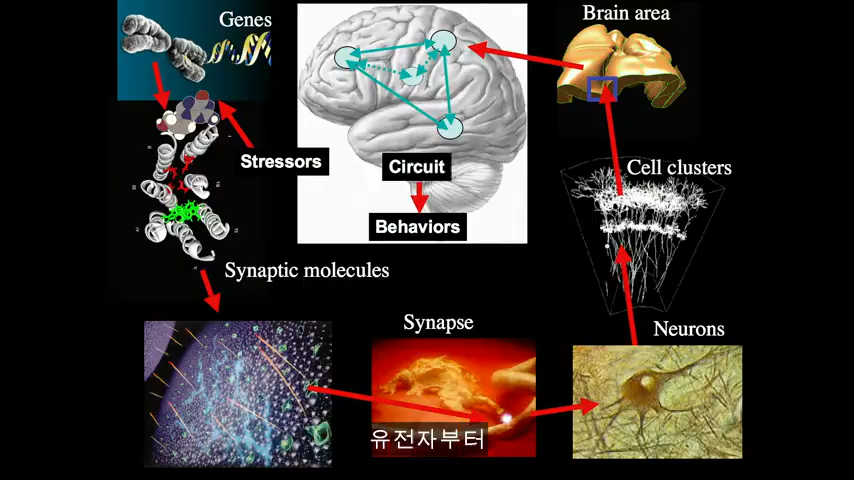 Genes
Brain area
Stressors
Circuit
Cell clusters
Behaviors
Synaptic molecules
Synapse
Neurons
유전자부터